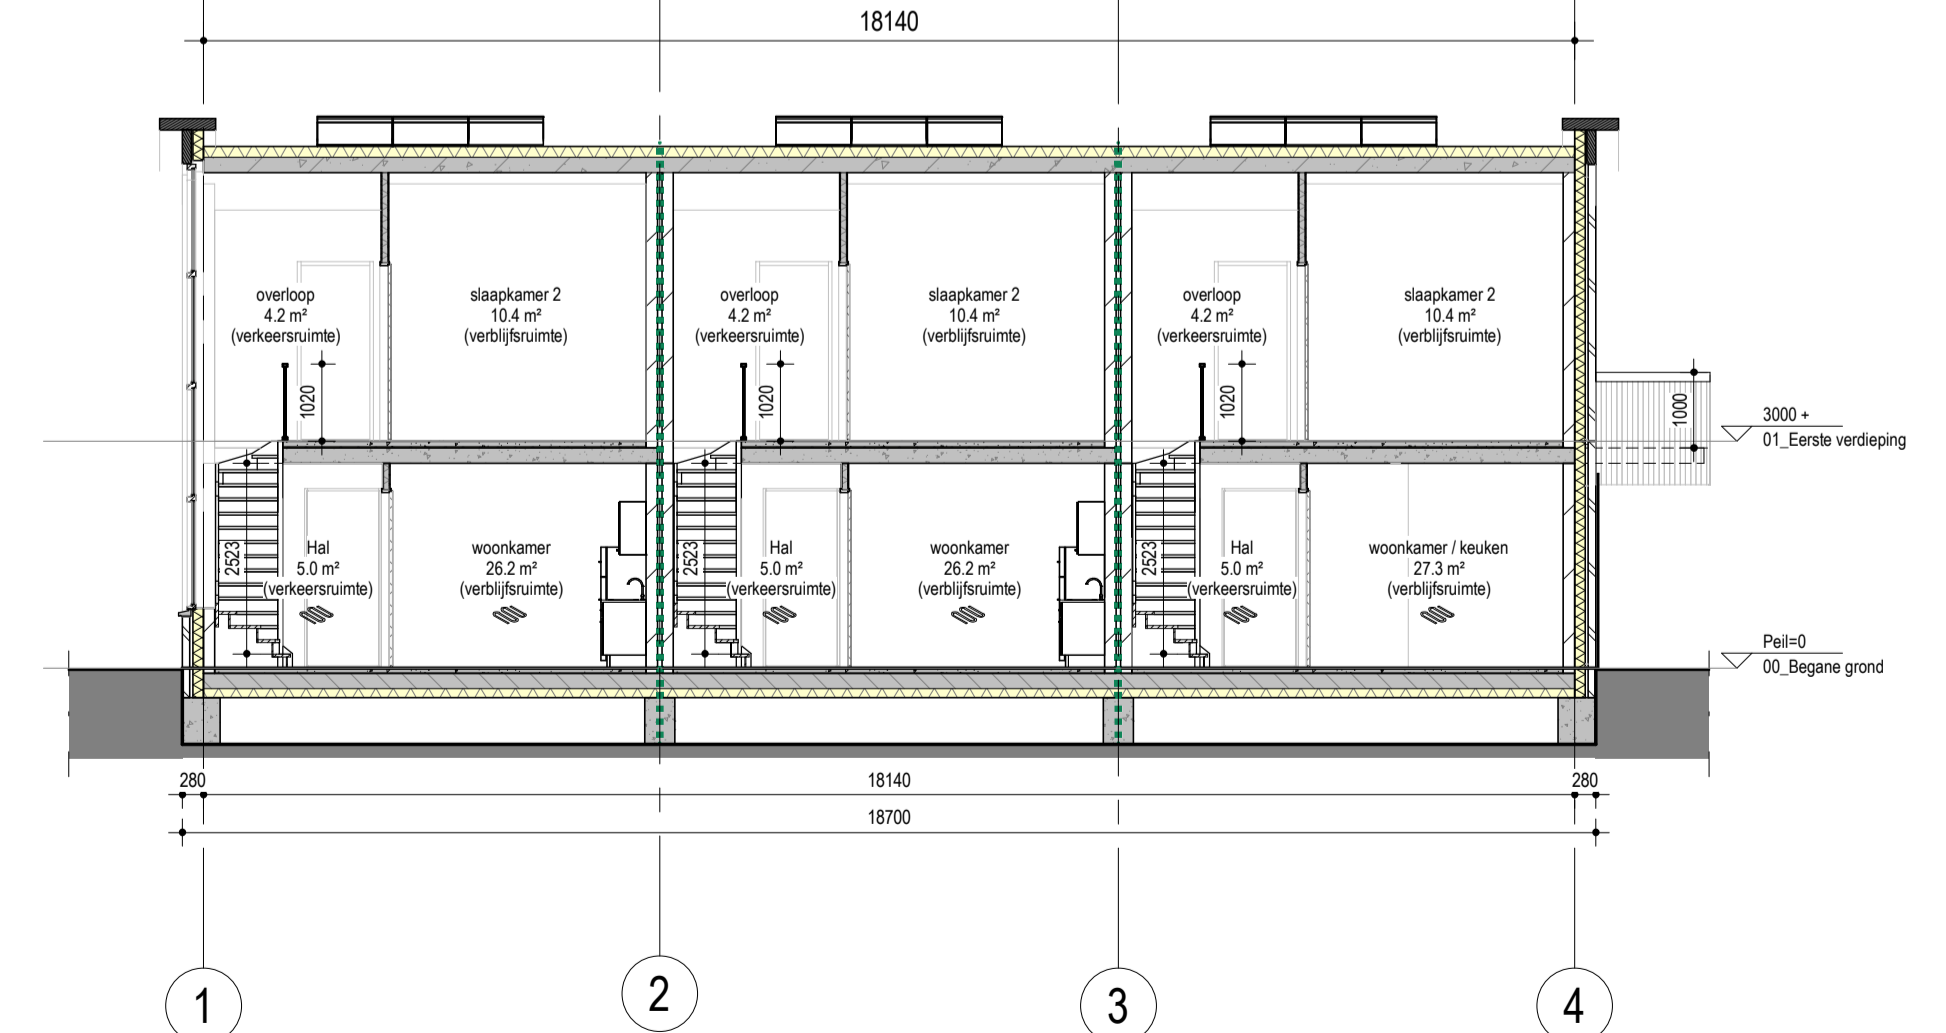 18140
overloop
4.2 m²
(verkeersruimte)
slaapkamer 2
10.4 m²
(verblijfsruimte)
overloop
4.2 m²
(verkeersruimte)
slaapkamer 2
10.4 m²
(verblijfsruimte)
overloop
4.2 m²
(verkeersruimte)
slaapkamer 2
10.4 m²
(verblijfsruimte)
1020
1020
1020
1000
3000 +
01_Eerste verdieping
2523
Hal
5.0 m²
(verkeersruimte)
woonkamer
26.2 m²
(verblijfsruimte)
2523
Hal
5.0 m²
(verkeersruimte)
woonkamer
26.2 m²
(verblijfsruimte)
2523
Hal
5.0 m²
(verkeersruimte)
woonkamer / keuken
27.3 m²
(verblijfsruimte)
Peil=0
00_Begane grond
280
18140
280
18700
1
2
3
4